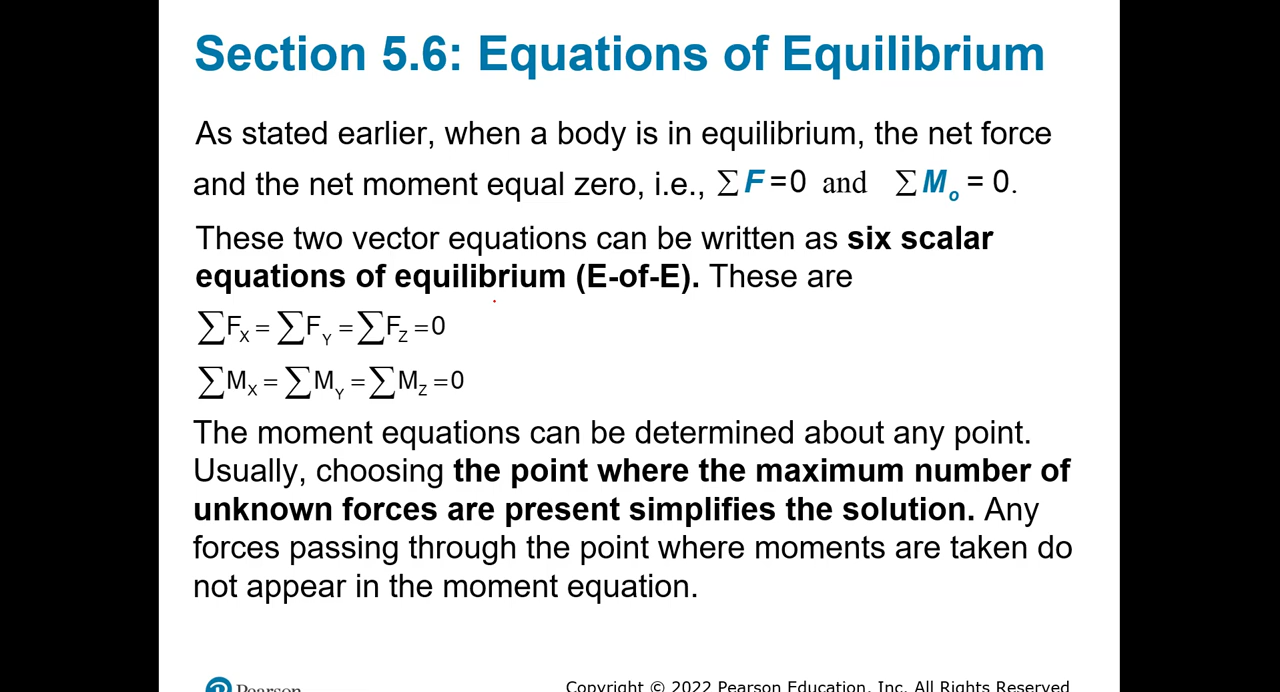 Section 5.6: Equations of Equilibrium
As stated earlier, when a body is in equilibrium, the net force
and the net moment equal zero, i.e., ∑F=0 and ∑Mo = 0.
These two vector equations can be written as six scalar
equations of equilibrium (E-of-E). These are
∑FX = ∑FY = ∑FZ =0
∑MX = ∑MY = ∑MZ =0
The moment equations can be determined about any point.
Usually, choosing the point where the maximum number of
unknown forces are present simplifies the solution. Any
forces passing through the point where moments are taken do
not appear in the moment equation.
Pearson
Copyright © 2022 Pearson Education, Inc. All Rights Reserved